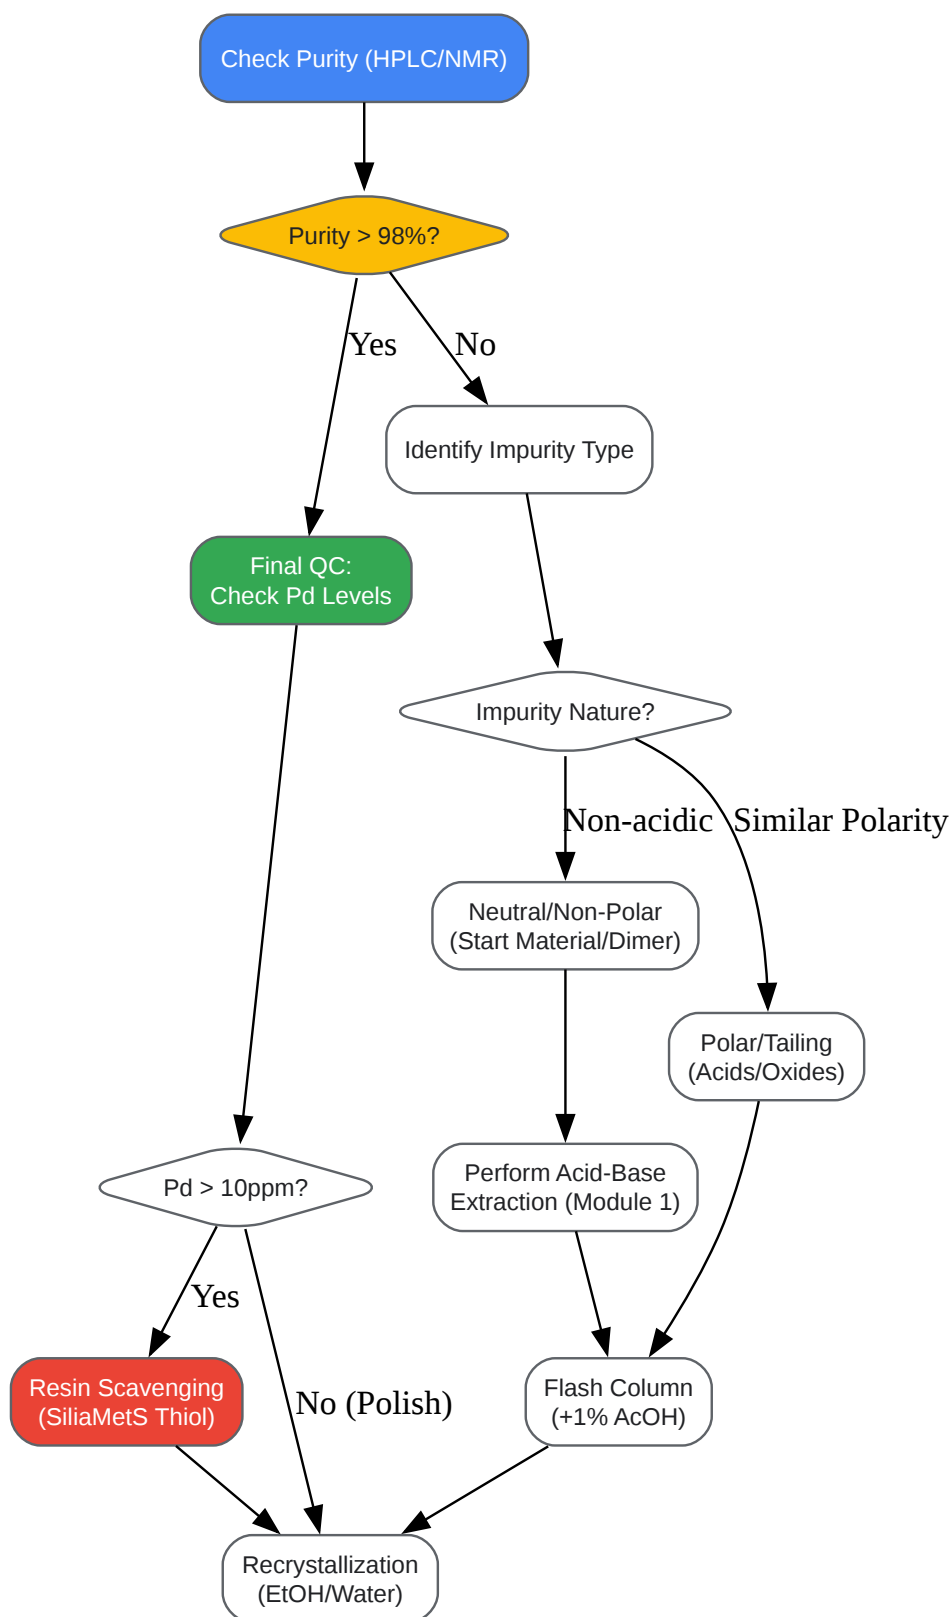 Check Purity (HPLC/NMR)
Purity > 98%?
Yes
No
Identify Impurity Type
Final QC:
Check Pd Levels
Impurity Nature?
Non-acidic
Similar Polarity
Neutral/Non-Polar
(Start Material/Dimer)
Polar/Tailing
(Acids/Oxides)
Perform Acid-Base
Extraction (Module 1)
Pd > 10ppm?
Yes
No (Polish)
Resin Scavenging
(SiliaMetS Thiol)
Flash Column
(+1% AcOH)
Recrystallization
(EtOH/Water)